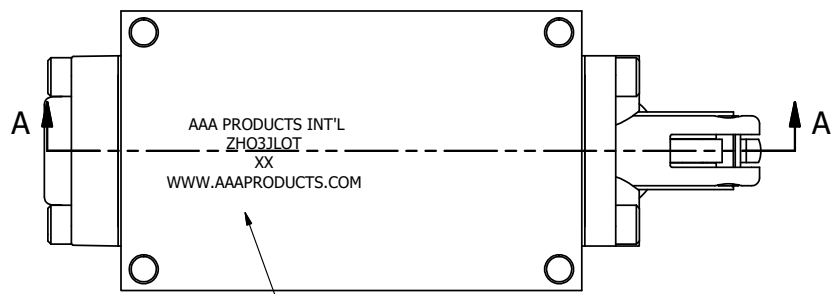 A
A
AAA PRODUCTS INT'L
ZHO3JLOT
XX
WWW.AAAPRODUCTS.COM